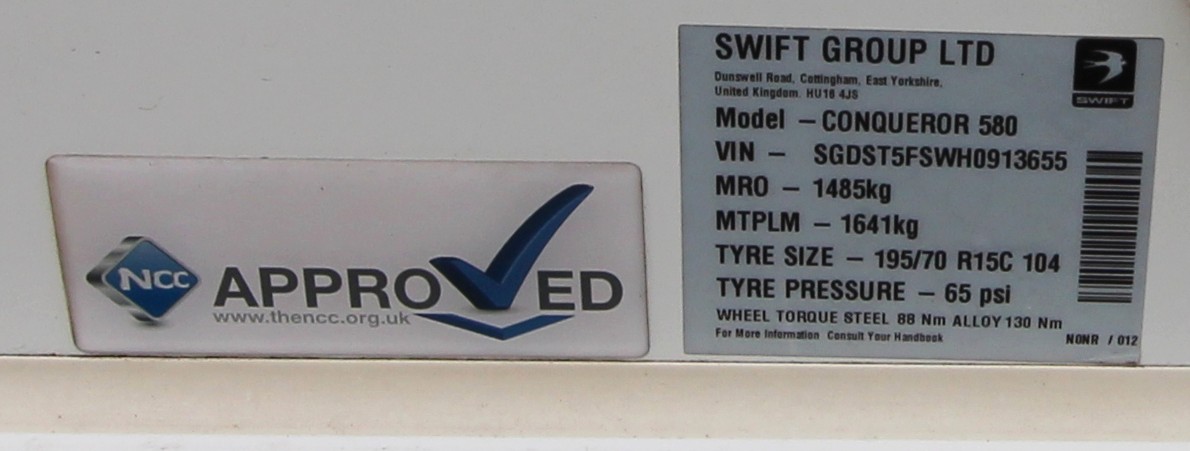 NCC
APPROVED
www.thencc.org.uk
SWIFT GROUP LTD
Dunswell Road, Cottingham, East Yorkshire,
United Kingdom. HU16 4JS
SWIFT
Model – CONQUEROR 580
VIN – SGDST5FSWH0913655
MRO – 1485kg
MTPLM – 1641kg
TYRE SIZE – 195/70 R15C 104
TYRE PRESSURE – 65 psi
WHEEL TORQUE STEEL 88 Nm ALLOY 130 Nm
For More Information Consult Your Handbook
NONR / 012